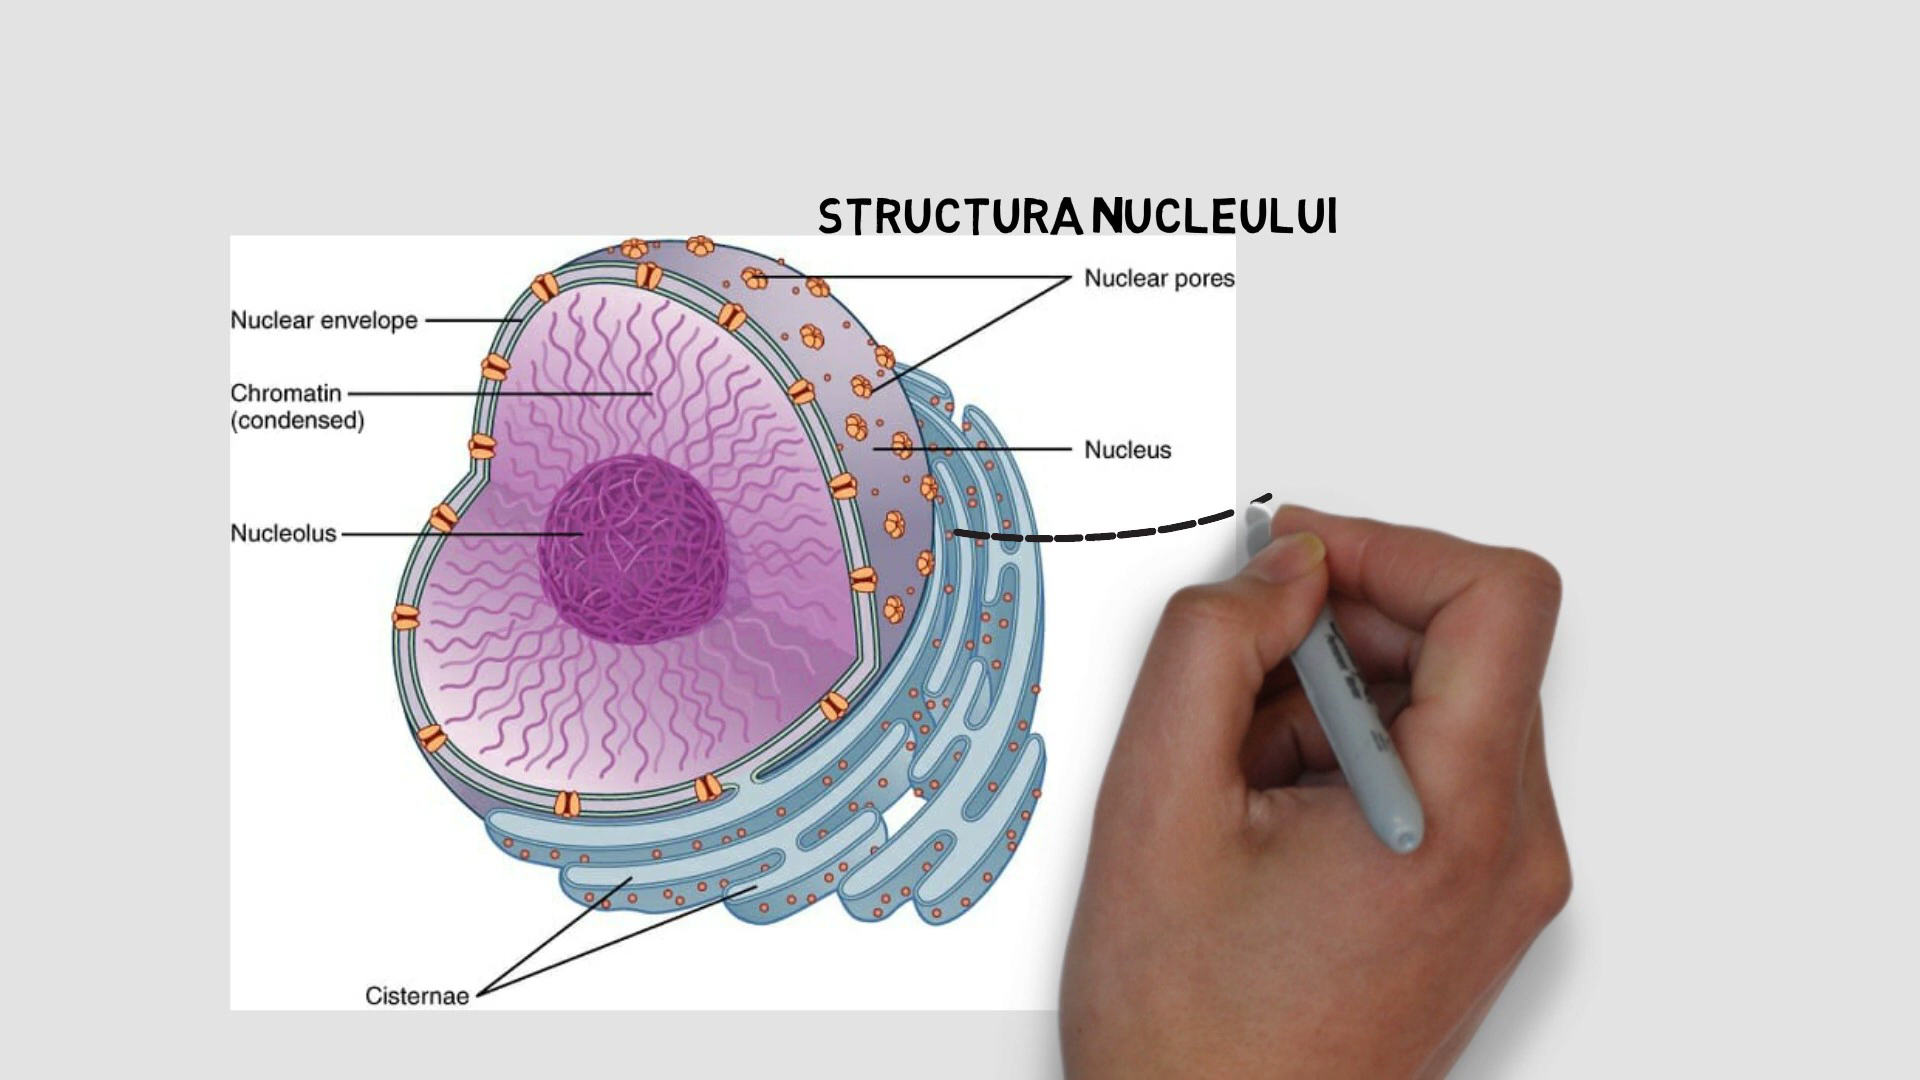 STRUCTURA NUCLEULUI
Nuclear pores
Nuclear envelope
Chromatin
(condensed)
Nucleus
Nucleolus
Cisternae